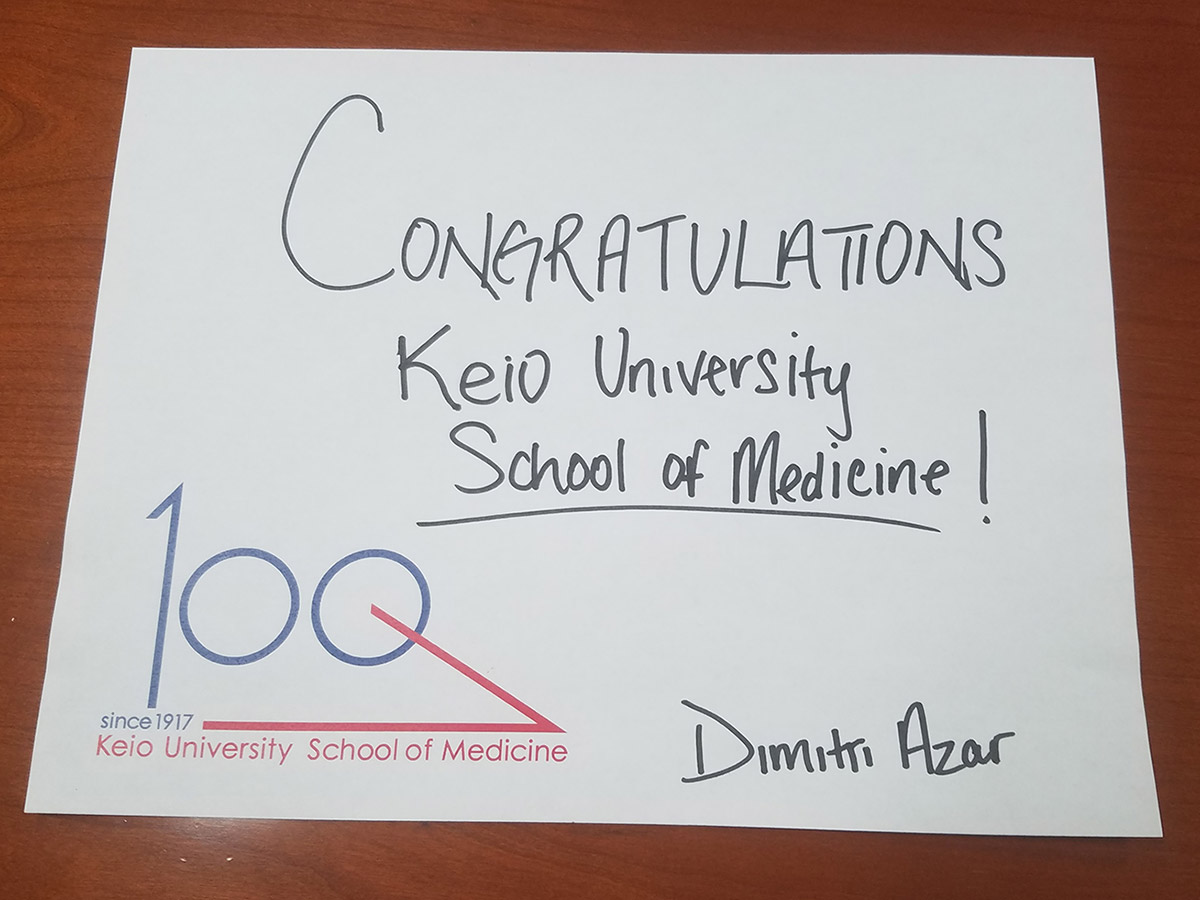 CONGRATULATIONS
Keio University
School of Medicine!
100
since 1917
Keio University School of Medicine
Dimitri Azar